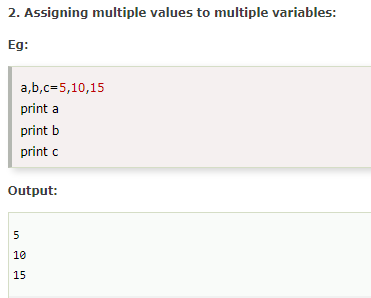 2. Assigning multiple values to multiple variables:
Eg:
a,b,c=5,10,15
print a
print b
print c
Output:
5
10
15